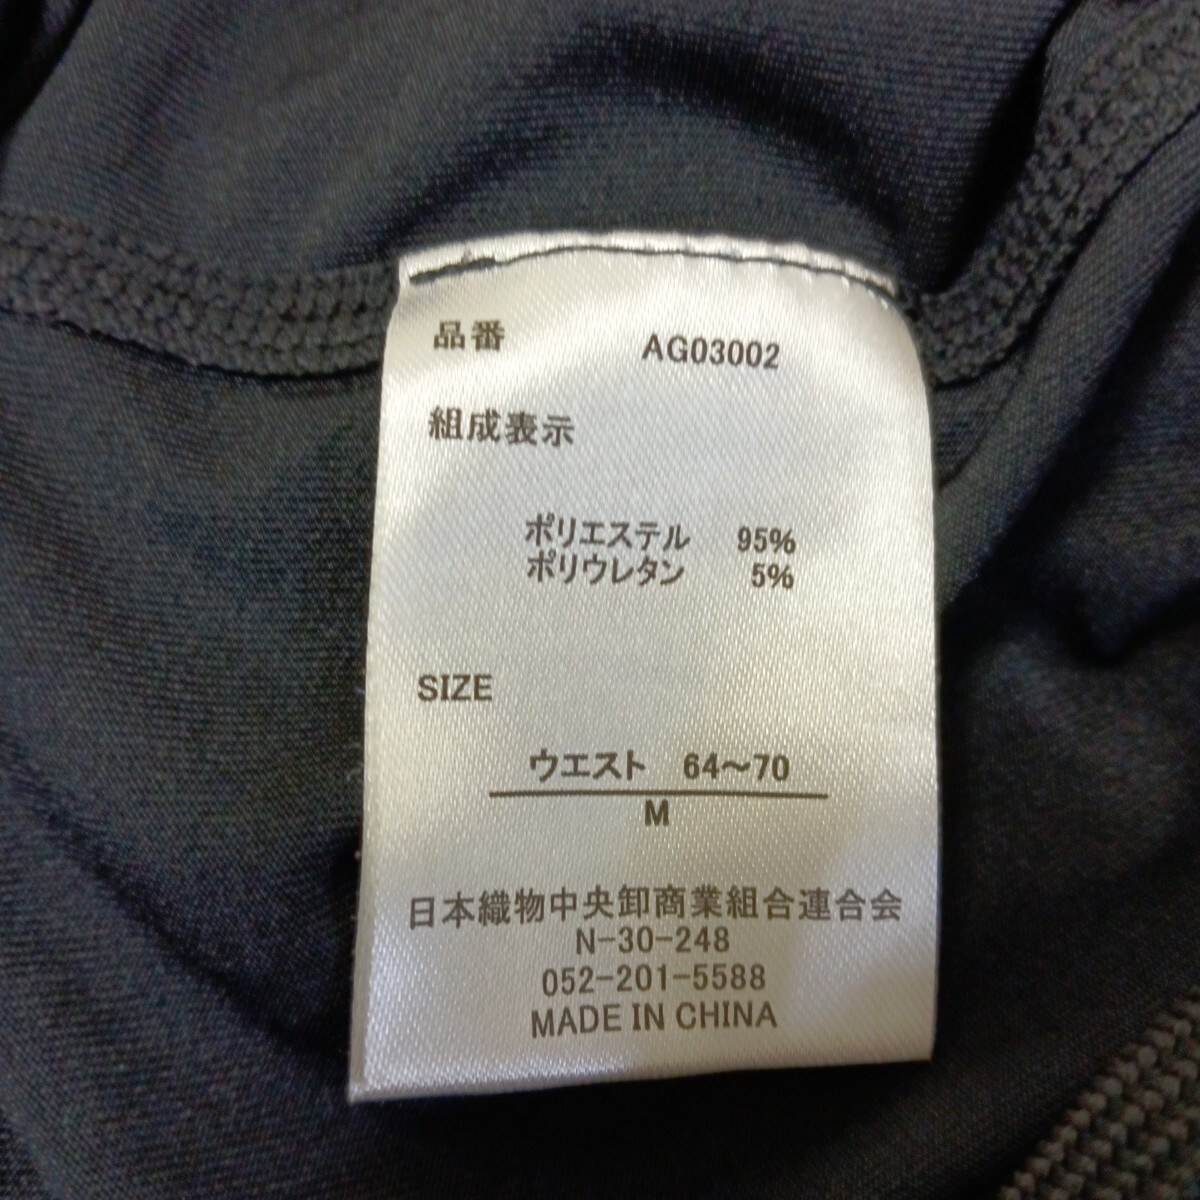 品番 AG03002
組成表示
ポリエステル 95%
ポリウレタン 5%
SIZE
ウエスト 64～70
M
日本織物中央卸商業組合連合会
N-30-248
052-201-5588
MADE IN CHINA